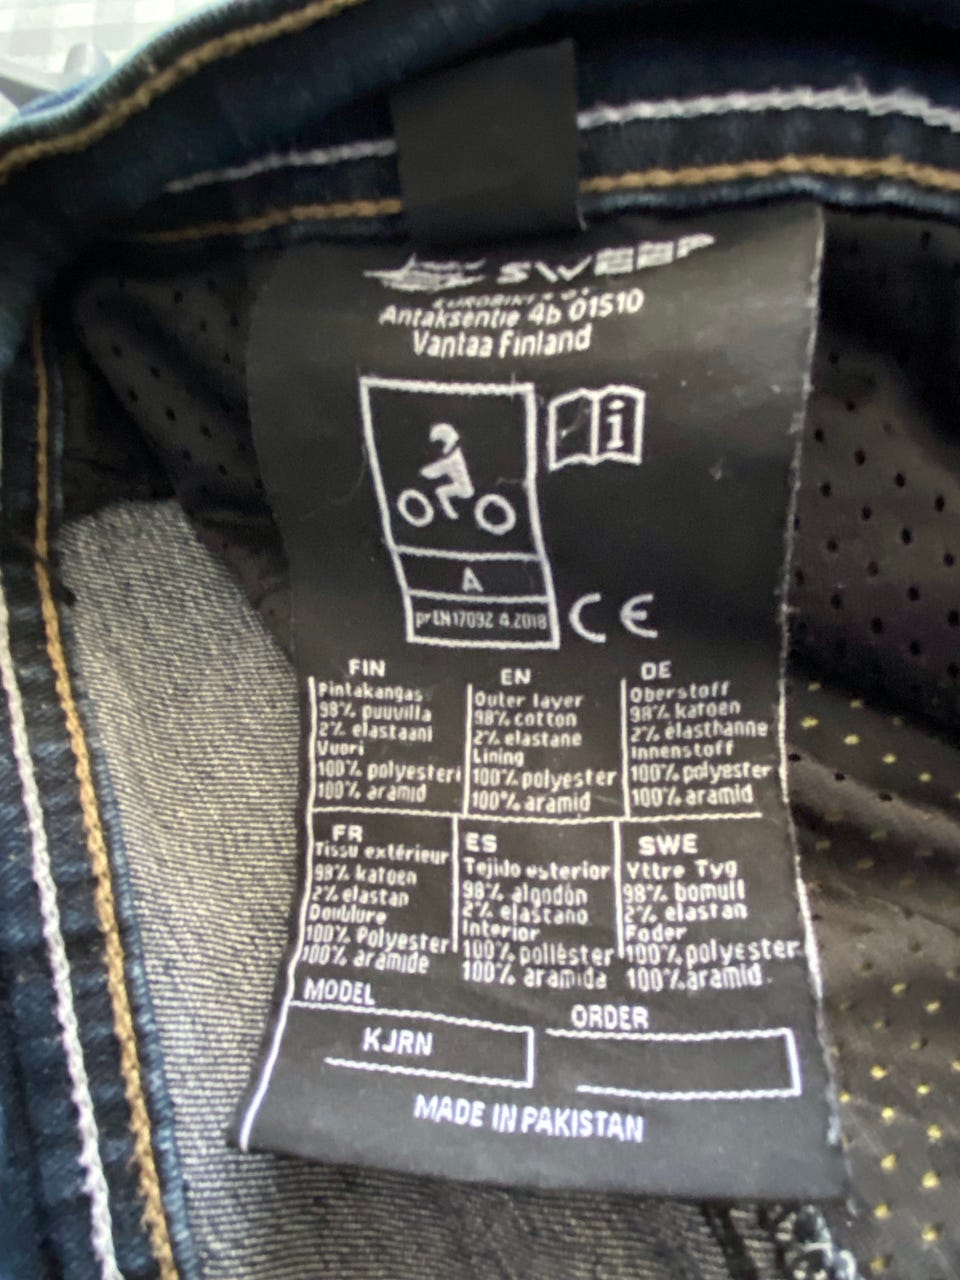 SWEEP
Antaksentie 4b 01510
Vantaa Finland
i
A
prEN17092 4.2018
CE
FIN
Pintakangas
98% puuvilla
2% elastaani
Vuori
100% polyesteri
100% aramid
EN
Outer layer
98% cotton
2% elastane
Lining
100% polyester
100% aramid
DE
Oberstoff
98% katoen
2% elasthanne
Innenstoff
100% polyester
100% aramid
FR
Tissu extérieur
98% katoen
2% elastan
Doublure
100% Polyester
100% aramide
ES
Tejido esterior
98% algodón
2% elastano
Interior
100% poliéster
100% aramida
SWE
Yttre Tyg
98% bomull
2% elastan
Foder
100% polyester
100% aramid
MODEL
KJRN
ORDER
MADE IN PAKISTAN